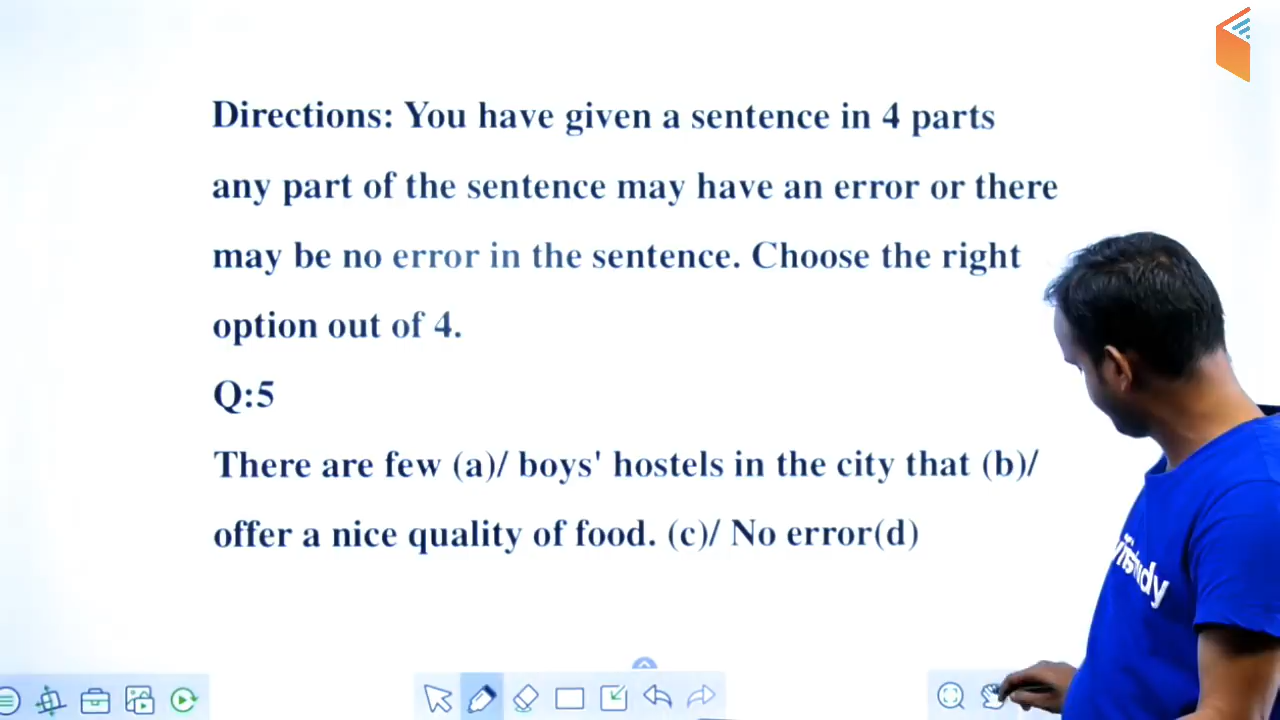 Directions: You have given a sentence in 4 parts
any part of the sentence may have an error or there
may be no error in the sentence. Choose the right
option out of 4.
Q:5
There are few (a)/ boys' hostels in the city that (b)/
offer a nice quality of food. (c)/ No error(d)